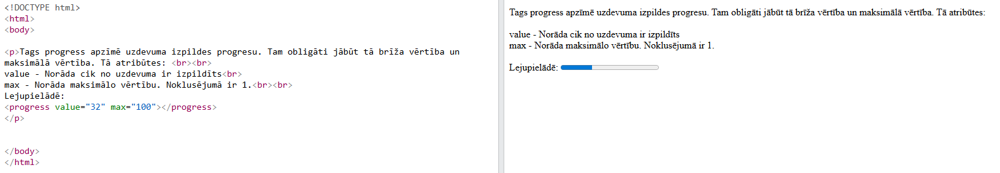 <!DOCTYPE html>
<html>
<body>
<p>Tags progress apzīmē uzdevuma izpildes progresu. Tam obligāti jābūt tā brīža vērtība un
maksimālā vērtība. Tā atribūtes: <br><br>
value - Norāda cik no uzdevuma ir izpildīts<br>
max - Norāda maksimālo vērtību. Noklusējumā ir 1.<br><br>
Lejupielādē:
<progress value="32" max="100"></progress>
</p>
</body>
</html>
Tags progress apzīmē uzdevuma izpildes progresu. Tam obligāti jābūt tā brīža vērtība un maksimālā vērtība. Tā atribūtes:
value - Norāda cik no uzdevuma ir izpildīts
max - Norāda maksimālo vērtību. Noklusējumā ir 1.
Lejupielādē: